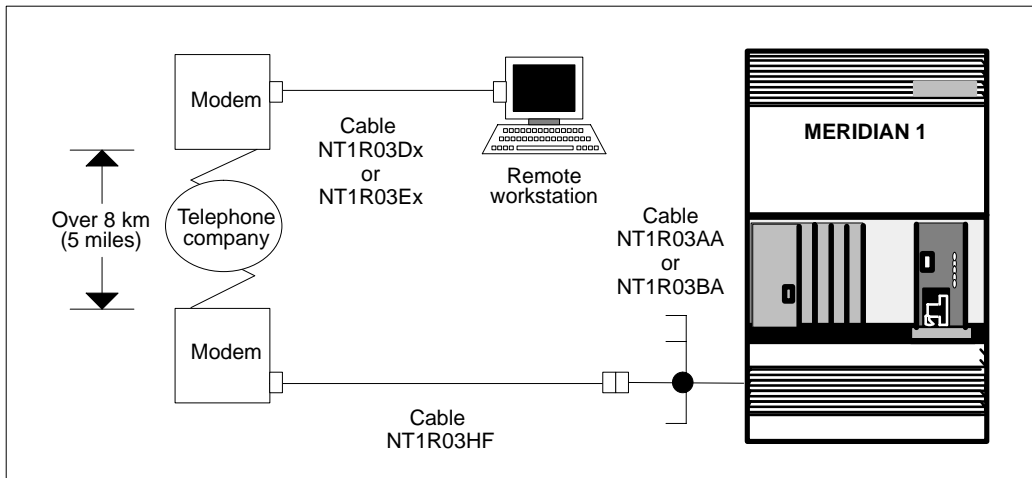 Modem
Cable
NT1R03Dx
or
NT1R03Ex
Remote
workstation
MERIDIAN 1
Over 8 km
(5 miles)
Telephone
company
Cable
NT1R03AA
or
NT1R03BA
Modem
Cable
NT1R03HF